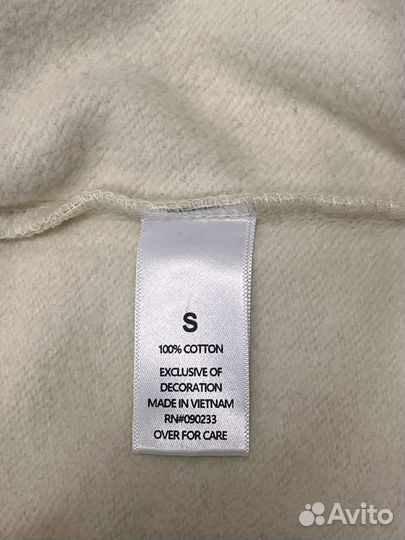 S
100% COTTON
EXCLUSIVE OF
DECORATION
MADE IN VIETNAM
RN#090233
OVER FOR CARE
Avito